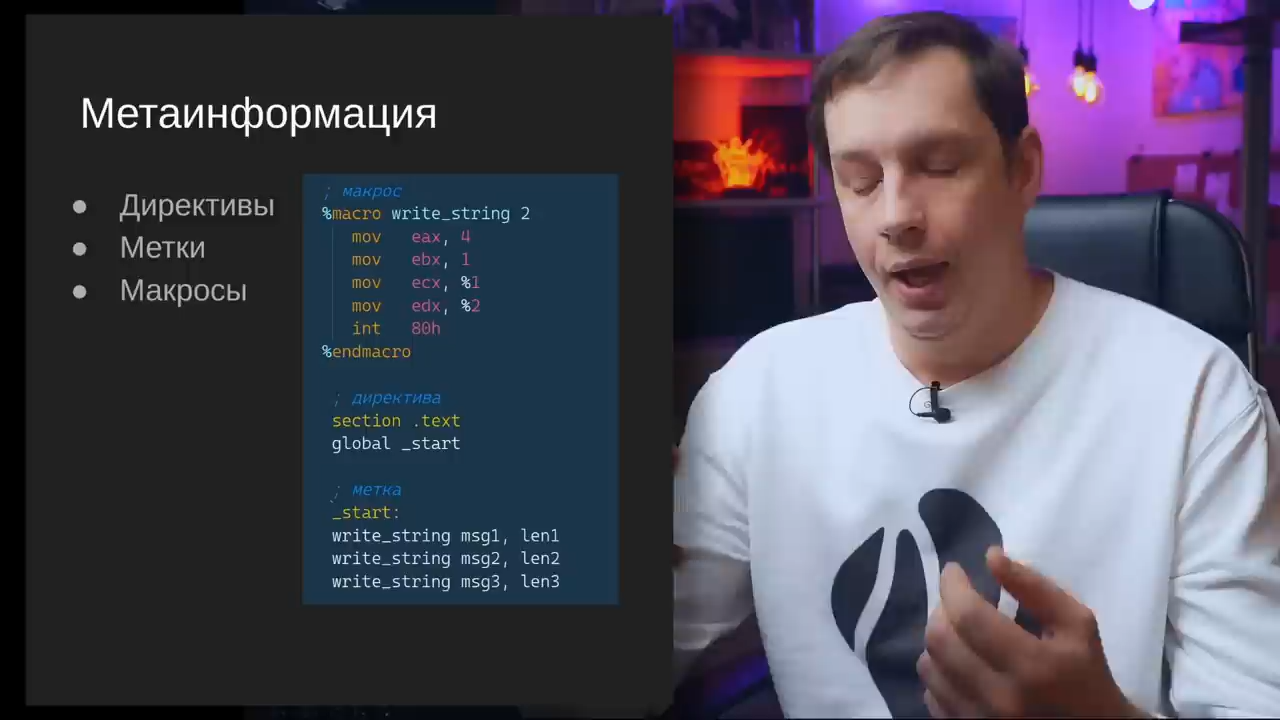 Метаинформация
● Директивы
● Метки
● Макросы
; макрос
%macro write_string 2
mov eax, 4
mov ebx, 1
mov ecx, %1
mov edx, %2
int 80h
%endmacro
; директива
section .text
global _start
; метка
_start:
write_string msg1, len1
write_string msg2, len2
write_string msg3, len3